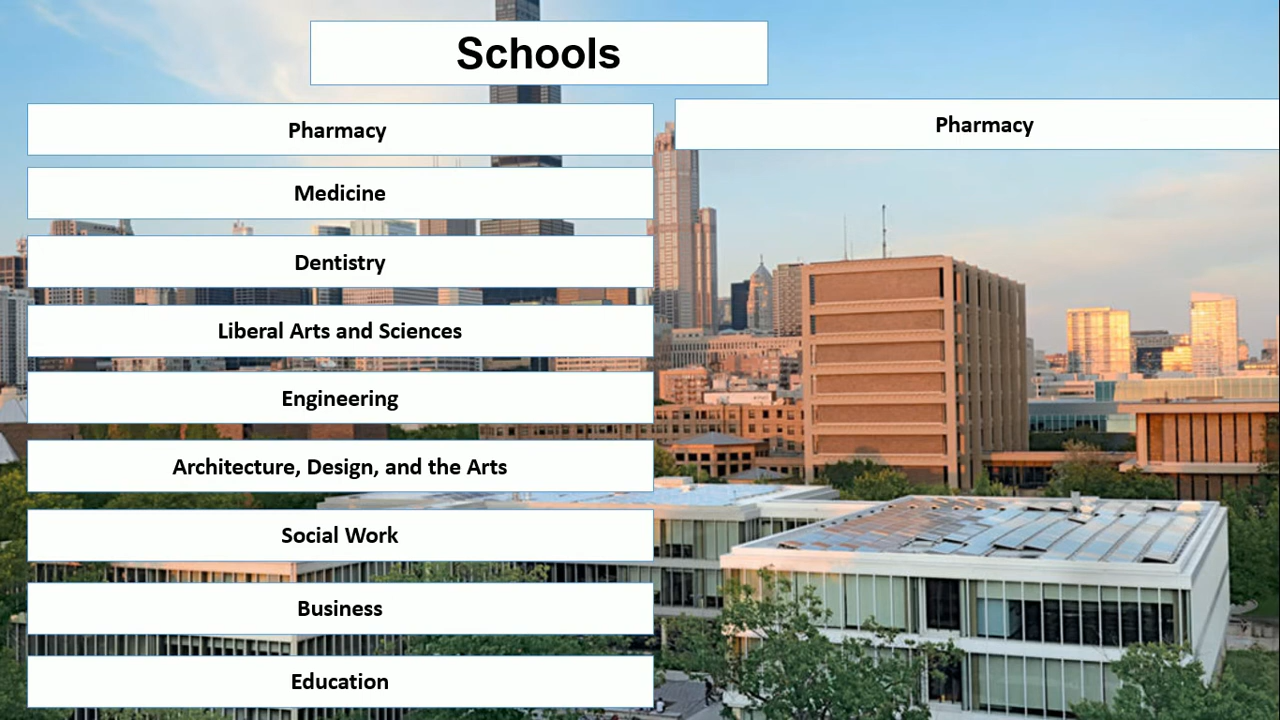 Schools
Pharmacy
Medicine
Dentistry
Liberal Arts and Sciences
Engineering
Architecture, Design, and the Arts
Social Work
Business
Education
Pharmacy